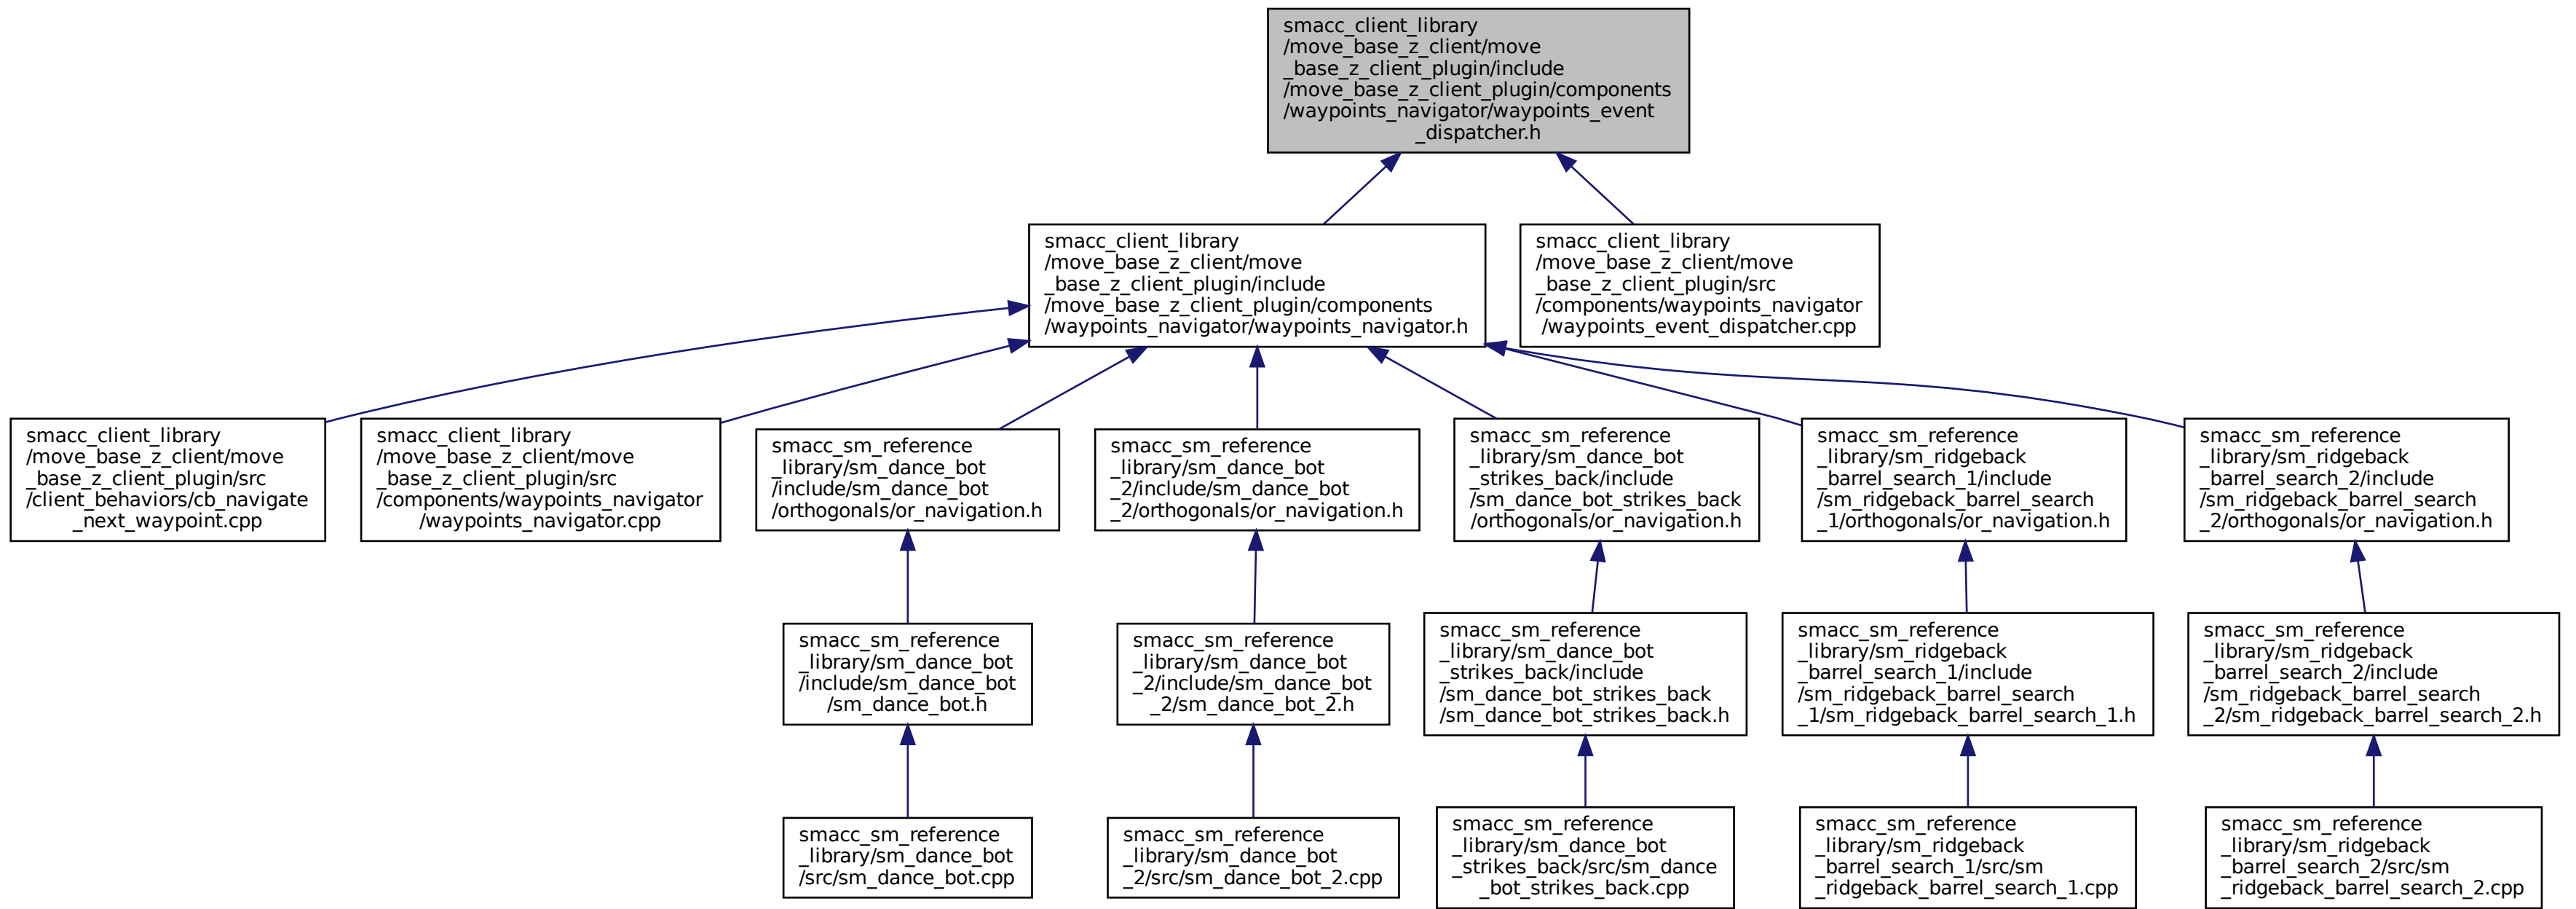 smacc_client_library
/move_base_z_client/move
_base_z_client_plugin/include
/move_base_z_client_plugin/components
/waypoints_navigator/waypoints_event
_dispatcher.h
smacc_client_library
/move_base_z_client/move
_base_z_client_plugin/include
/move_base_z_client_plugin/components
/waypoints_navigator/waypoints_navigator.h
smacc_client_library
/move_base_z_client/move
_base_z_client_plugin/src
/components/waypoints_navigator
/waypoints_event_dispatcher.cpp
smacc_client_library
/move_base_z_client/move
_base_z_client_plugin/src
/client_behaviors/cb_navigate
_next_waypoint.cpp
smacc_client_library
/move_base_z_client/move
_base_z_client_plugin/src
/components/waypoints_navigator
/waypoints_navigator.cpp
smacc_sm_reference
_library/sm_dance_bot
/include/sm_dance_bot
/orthogonals/or_navigation.h
smacc_sm_reference
_library/sm_dance_bot
_2/include/sm_dance_bot
_2/orthogonals/or_navigation.h
smacc_sm_reference
_library/sm_dance_bot
_strikes_back/include
/sm_dance_bot_strikes_back
/orthogonals/or_navigation.h
smacc_sm_reference
_library/sm_ridgeback
_barrel_search_1/include
/sm_ridgeback_barrel_search
_1/orthogonals/or_navigation.h
smacc_sm_reference
_library/sm_ridgeback
_barrel_search_2/include
/sm_ridgeback_barrel_search
_2/orthogonals/or_navigation.h
smacc_sm_reference
_library/sm_dance_bot
/include/sm_dance_bot
/sm_dance_bot.h
smacc_sm_reference
_library/sm_dance_bot
_2/include/sm_dance_bot
_2/sm_dance_bot_2.h
smacc_sm_reference
_library/sm_dance_bot
_strikes_back/include
/sm_dance_bot_strikes_back
/sm_dance_bot_strikes_back.h
smacc_sm_reference
_library/sm_ridgeback
_barrel_search_1/include
/sm_ridgeback_barrel_search
_1/sm_ridgeback_barrel_search_1.h
smacc_sm_reference
_library/sm_ridgeback
_barrel_search_2/include
/sm_ridgeback_barrel_search
_2/sm_ridgeback_barrel_search_2.h
smacc_sm_reference
_library/sm_dance_bot
/src/sm_dance_bot.cpp
smacc_sm_reference
_library/sm_dance_bot
_2/src/sm_dance_bot_2.cpp
smacc_sm_reference
_library/sm_dance_bot
_strikes_back/src/sm_dance
_bot_strikes_back.cpp
smacc_sm_reference
_library/sm_ridgeback
_barrel_search_1/src/sm
_ridgeback_barrel_search_1.cpp
smacc_sm_reference
_library/sm_ridgeback
_barrel_search_2/src/sm
_ridgeback_barrel_search_2.cpp